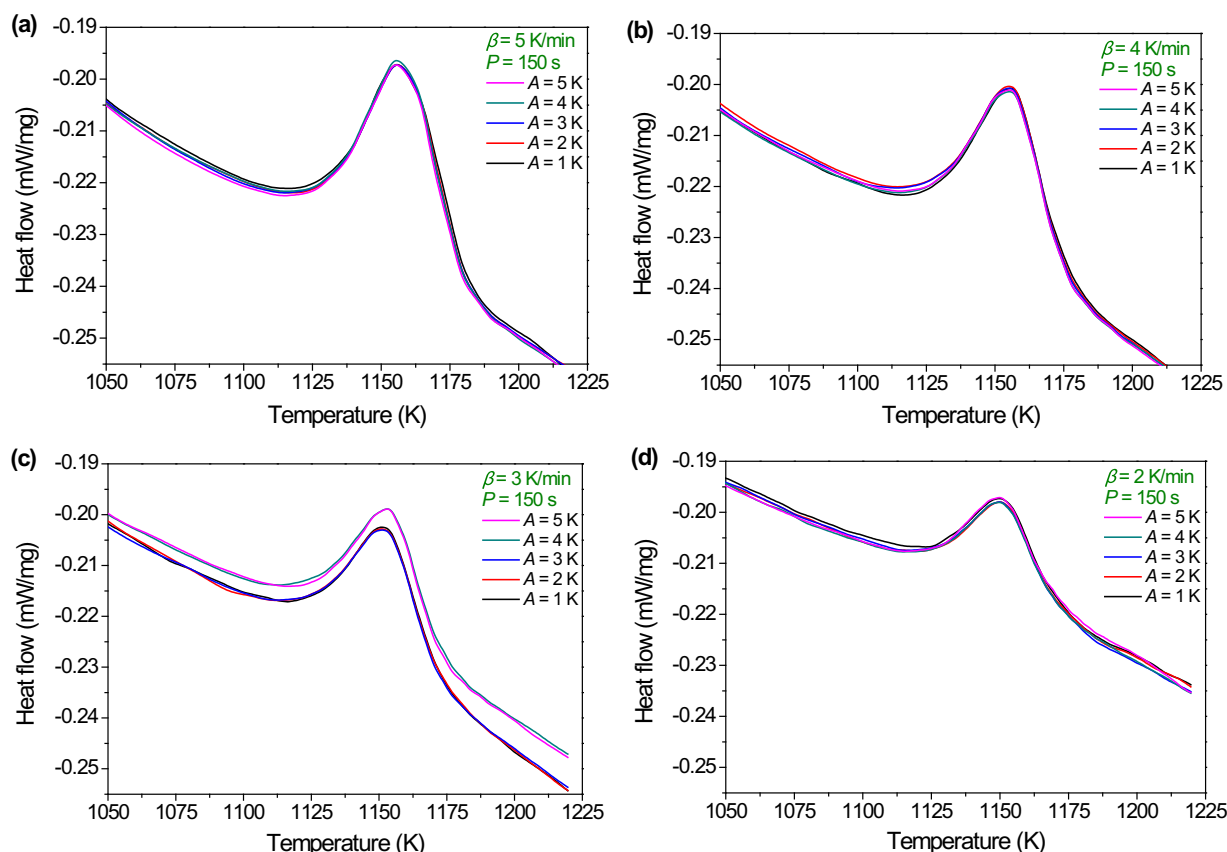 (a)
β = 5 K/min
P = 150 s
A = 5 K
A = 4 K
A = 3 K
A = 2 K
A = 1 K
-0.19
-0.20
-0.21
-0.22
-0.23
-0.24
-0.25
Heat flow (mW/mg)
1050 1075 1100 1125 1150 1175 1200 1225
Temperature (K)
(b)
β = 4 K/min
P = 150 s
A = 5 K
A = 4 K
A = 3 K
A = 2 K
A = 1 K
-0.19
-0.20
-0.21
-0.22
-0.23
-0.24
-0.25
Heat flow (mW/mg)
1050 1075 1100 1125 1150 1175 1200 1225
Temperature (K)
(c)
β = 3 K/min
P = 150 s
A = 5 K
A = 4 K
A = 3 K
A = 2 K
A = 1 K
-0.19
-0.20
-0.21
-0.22
-0.23
-0.24
-0.25
Heat flow (mW/mg)
1050 1075 1100 1125 1150 1175 1200 1225
Temperature (K)
(d)
β = 2 K/min
P = 150 s
A = 5 K
A = 4 K
A = 3 K
A = 2 K
A = 1 K
-0.19
-0.20
-0.21
-0.22
-0.23
-0.24
-0.25
Heat flow (mW/mg)
1050 1075 1100 1125 1150 1175 1200 1225
Temperature (K)